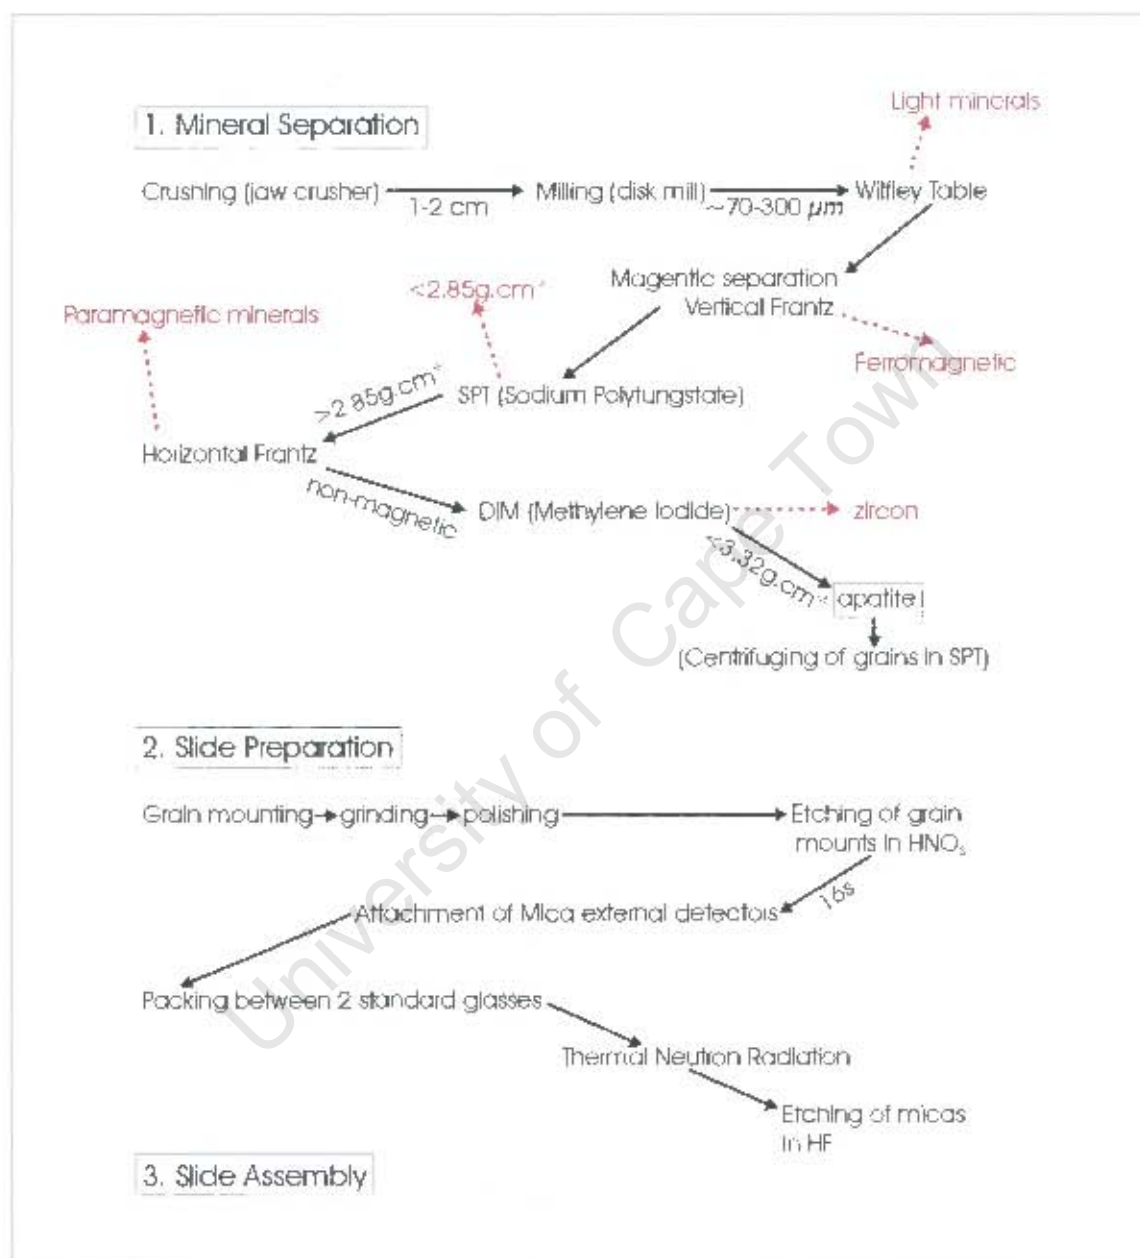 Light minerals
1. Mineral Separation
Crushing (jaw crusher) 1-2 cm Milling (disk mill) ~70-300 µm Wilfley Table
Magentic separation
Vertical Frantz
<2.85g.cm⁻
Paramagnetic minerals
Ferromagnetic
SPT (Sodium Polytungstate)
>2.85g.cm⁻
Horizontal Frantz
non-magnetic
DIM (Methylene Iodide)
zircon
<3.32g.cm⁻
apatite
(Centrifuging of grains in SPT)
2. Slide Preparation
Grain mounting grinding polishing Etching of grain
mounts in HNO₃
16s
Attachment of Mica external detectors
Packing between 2 standard glasses
Thermal Neutron Radiation
Etching of micas
in HF
3. Slide Assembly
University of Cape Town